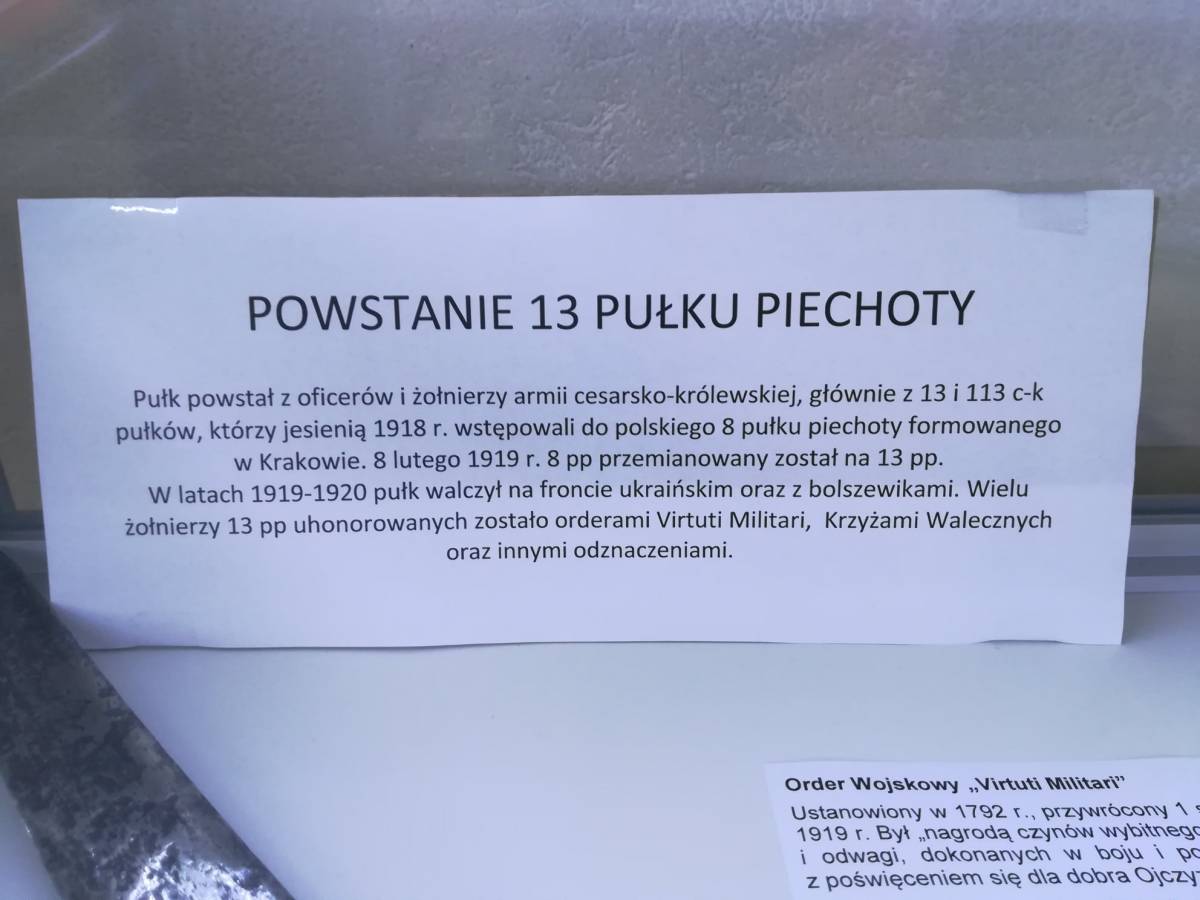 POWSTANIE 13 PUŁKU PIECHOTY
Pułk powstał z oficerów i żołnierzy armii cesarsko-królewskiej, głównie z 13 i 113 c-k
pułków, którzy jesienią 1918 r. wstępowali do polskiego 8 pułku piechoty formowanego
w Krakowie. 8 lutego 1919 r. 8 pp przemianowany został na 13 pp.
W latach 1919-1920 pułk walczył na froncie ukraińskim oraz z bolszewikami. Wielu
żołnierzy 13 pp uhonorowanych zostało orderami Virtuti Militari, Krzyżami Walecznych
oraz innymi odznaczeniami.
Order Wojskowy „Virtuti Militari”
Ustanowiony w 1792 r., przywrócony 1
1919 r. Był „nagrodą czynów
i odwagi, dokonanych w boju i
z poświęceniem się dla dobra